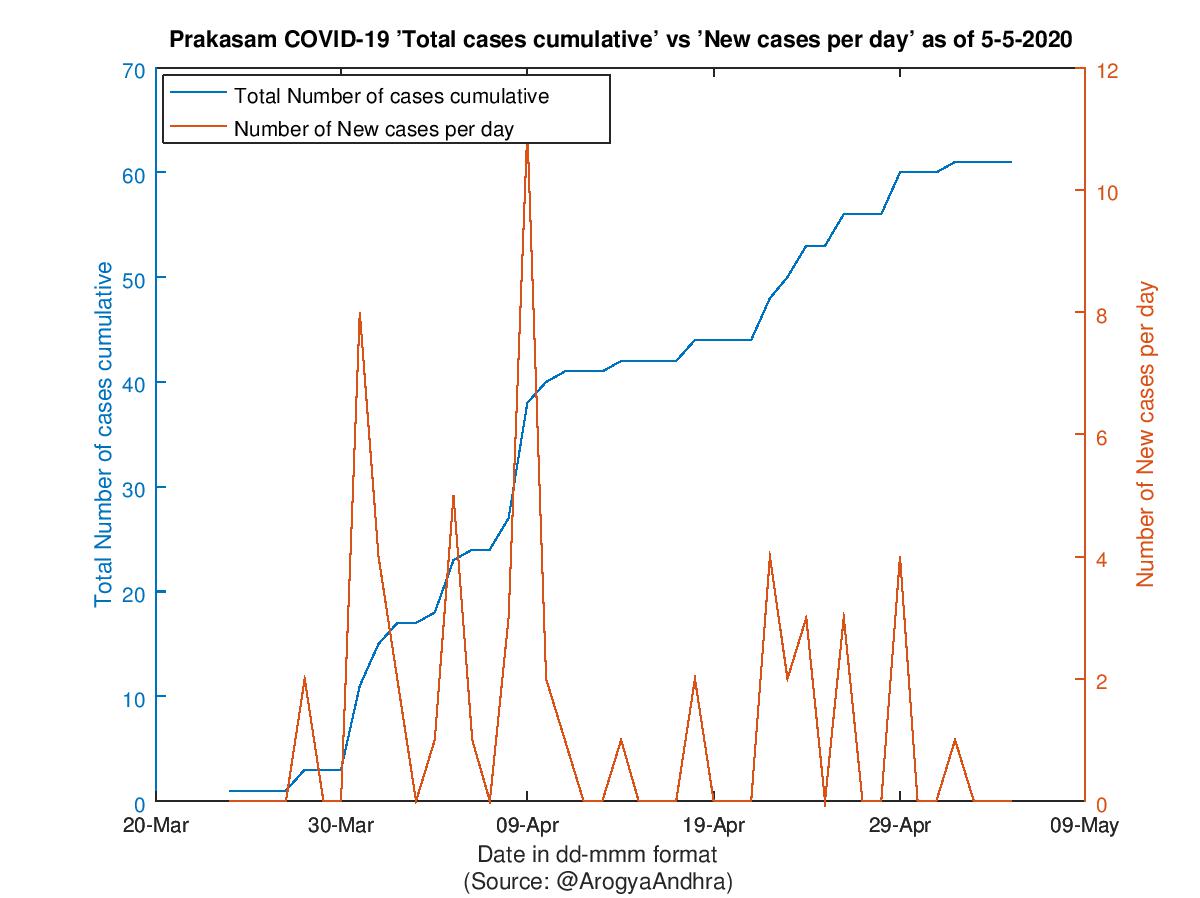 Prakasam COVID-19 ’Total cases cumulative’ vs ’New cases per day’ as of 5-5-2020
Total Number of cases cumulative
Number of New cases per day
Total Number of cases cumulative
70
60
50
40
30
20
10
0
12
10
8
6
4
2
0
Number of New cases per day
20-Mar 30-Mar 09-Apr 19-Apr 29-Apr 09-May
Date in dd-mmm format
(Source: @ArogyaAndhra)